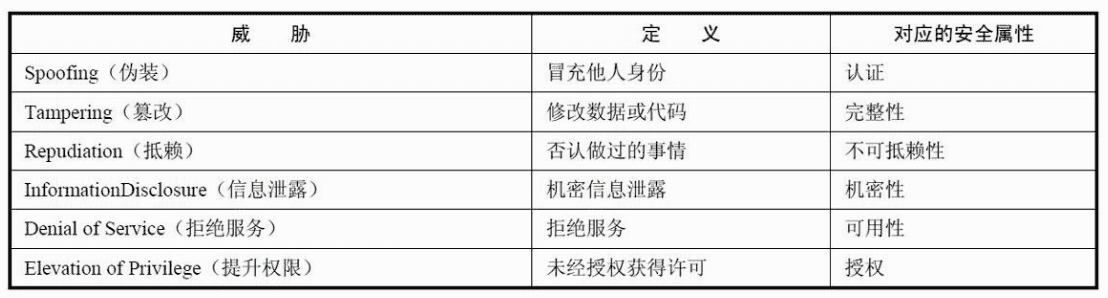 威 胁 定 义 对应的安全属性
Spoofing（伪装） 冒充他人身份 认证
Tampering（篡改） 修改数据或代码 完整性
Repudiation（抵赖） 否认做过的事情 不可抵赖性
InformationDisclosure（信息泄露） 机密信息泄露 机密性
Denial of Service（拒绝服务） 拒绝服务 可用性
Elevation of Privilege（提升权限） 未经授权获得许可 授权